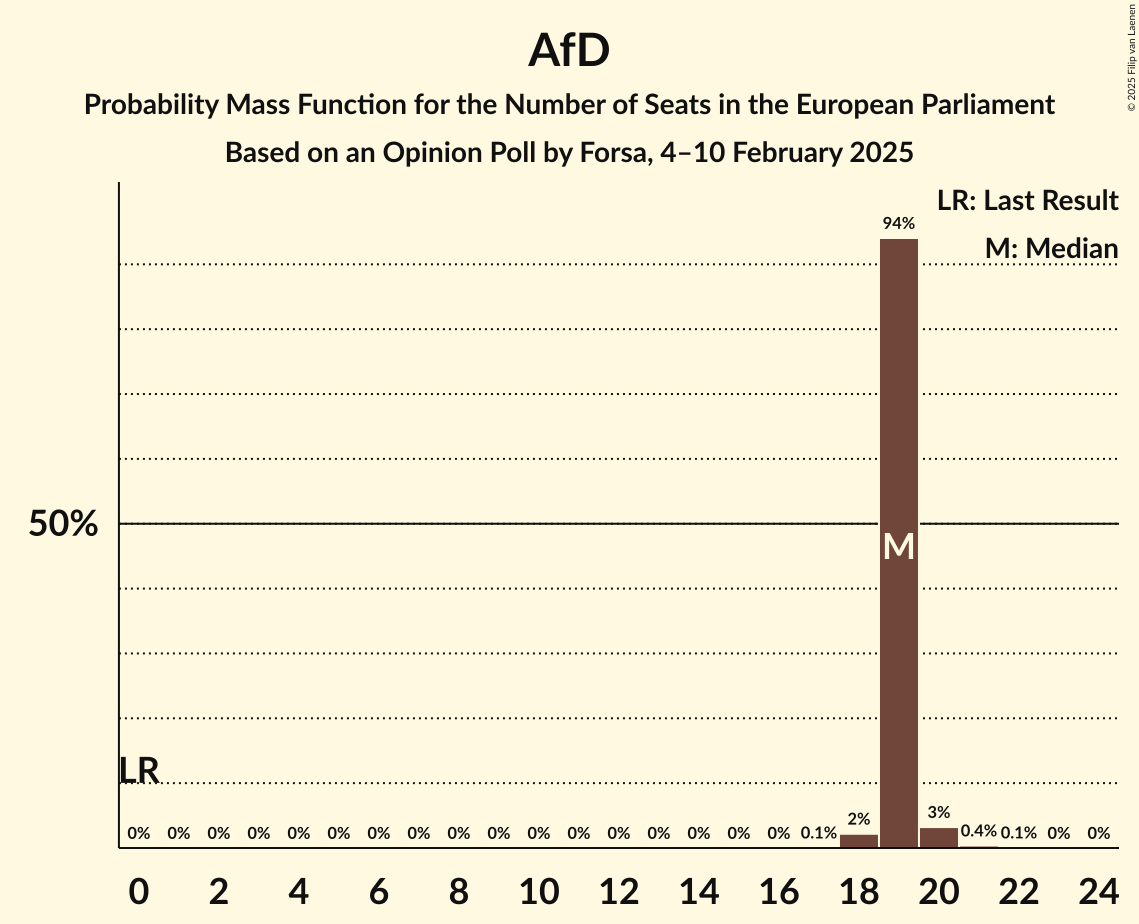 AfD
Probability Mass Function for the Number of Seats in the European Parliament
Based on an Opinion Poll by Forsa, 4–10 February 2025
© 2025 Filip van Laenen
LR: Last Result
M: Median
94%
50%
M
LR
0% 0% 0% 0% 0% 0% 0% 0% 0% 0% 0% 0% 0% 0% 0% 0% 0% 0.1% 2% 3% 0.4% 0.1% 0% 0%
0 2 4 6 8 10 12 14 16 18 20 22 24